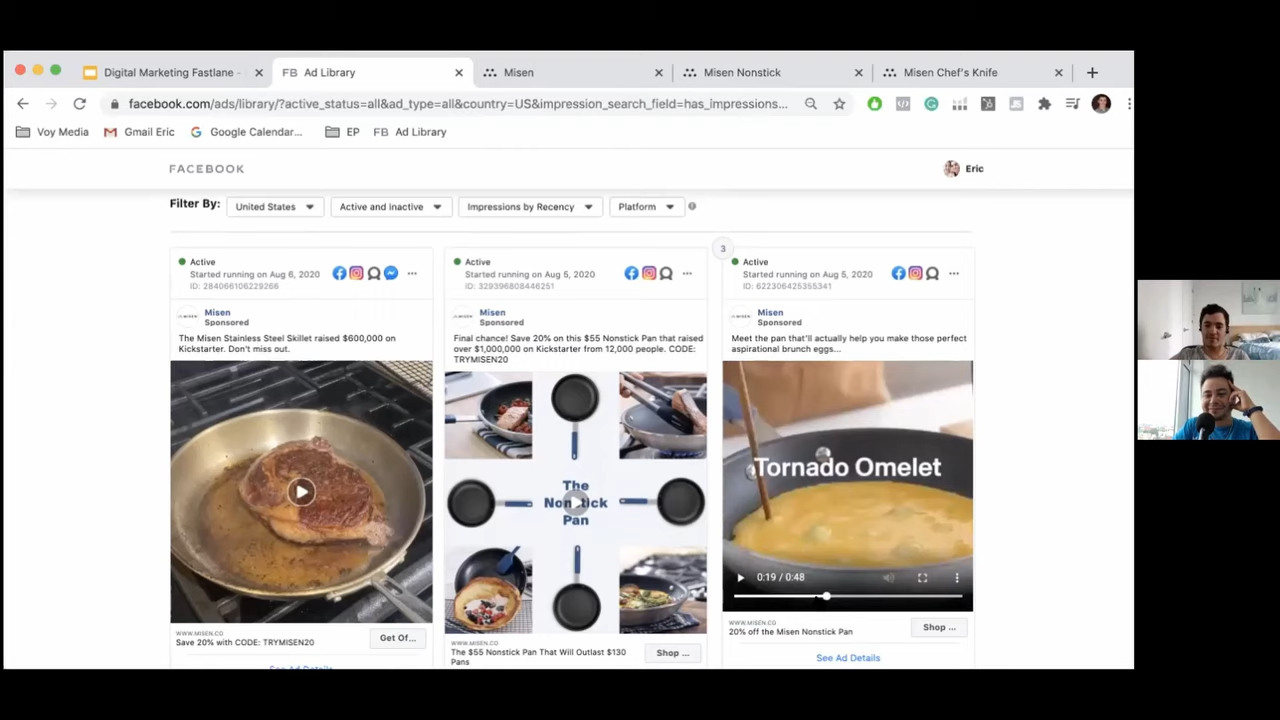 Digital Marketing Fastlane -
FB Ad Library
Misen
Misen Nonstick
Misen Chef's Knife
facebook.com/ads/library/?active_status=all&ad_type=all&country=US&impression_search_field=has_impressions...
Voy Media
Gmail Eric
Google Calendar...
EP
FB Ad Library
FACEBOOK
Eric
Filter By:
United States
Active and inactive
Impressions by Recency
Platform
Active
Started running on Aug 6, 2020
ID: 284066106229266
Misen
Sponsored
The Misen Stainless Steel Skillet raised $600,000 on
Kickstarter. Don't miss out.
WWW.MISEN.CO
Save 20% with CODE: TRYMISEN20
Get Of...
Active
Started running on Aug 5, 2020
ID: 329396808446251
Misen
Sponsored
Final chance! Save 20% on this $55 Nonstick Pan that raised
over $1,000,000 on Kickstarter from 12,000 people. CODE:
TRYMISEN20
The
Nonstick
Pan
WWW.MISEN.CO
The $55 Nonstick Pan That Will Outlast $130
Pans
Shop ...
3
Active
Started running on Aug 5, 2020
ID: 622306425355341
Misen
Sponsored
Meet the pan that'll actually help you make those perfect
aspirational brunch eggs...
Tornado Omelet
0:19 / 0:48
WWW.MISEN.CO
20% off the Misen Nonstick Pan
Shop ...
See Ad Details